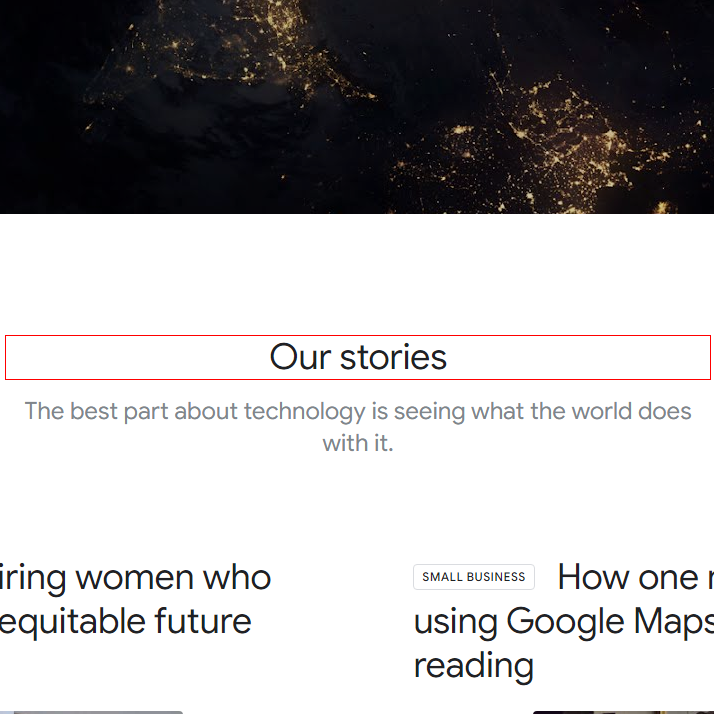 Our stories
The best part about technology is seeing what the world does
with it.
iring women who
equitable future
SMALL BUSINESS How one
using Google Maps
reading